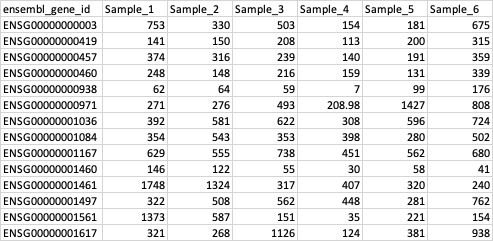 ensembl_gene_id Sample_1 Sample_2 Sample_3 Sample_4 Sample_5 Sample_6
ENSG00000000003 753 330 503 154 181 675
ENSG00000000419 141 150 208 113 200 315
ENSG00000000457 374 316 239 140 191 359
ENSG00000000460 248 148 216 159 131 339
ENSG00000000938 62 64 59 7 99 176
ENSG00000000971 271 276 493 208.98 1427 808
ENSG00000001036 392 581 622 308 596 724
ENSG00000001084 354 543 353 398 280 502
ENSG00000001167 629 555 738 451 562 680
ENSG00000001460 146 122 55 30 58 41
ENSG00000001461 1748 1324 317 407 320 240
ENSG00000001497 322 508 562 448 281 762
ENSG00000001561 1373 587 151 35 221 154
ENSG00000001617 321 268 1126 124 381 938